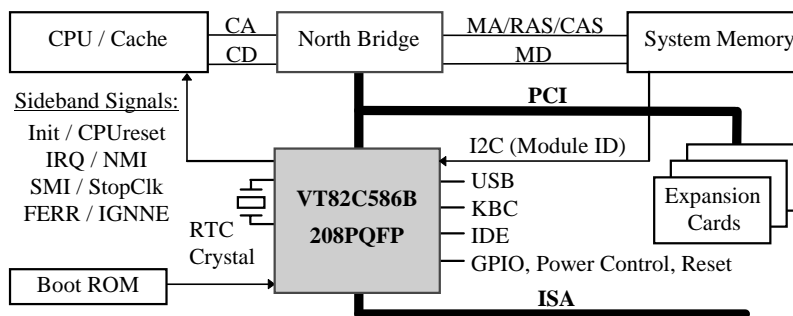 CPU / Cache
CA
CD
North Bridge
MA/RAS/CAS
MD
System Memory
Sideband Signals:
Init / CPUreset
IRQ / NMI
SMI / StopClk
FERR / IGNNE
PCI
I2C (Module ID)
VT82C586B
208PQFP
RTC
Crystal
USB
KBC
IDE
GPIO, Power Control, Reset
Expansion
Cards
Boot ROM
ISA